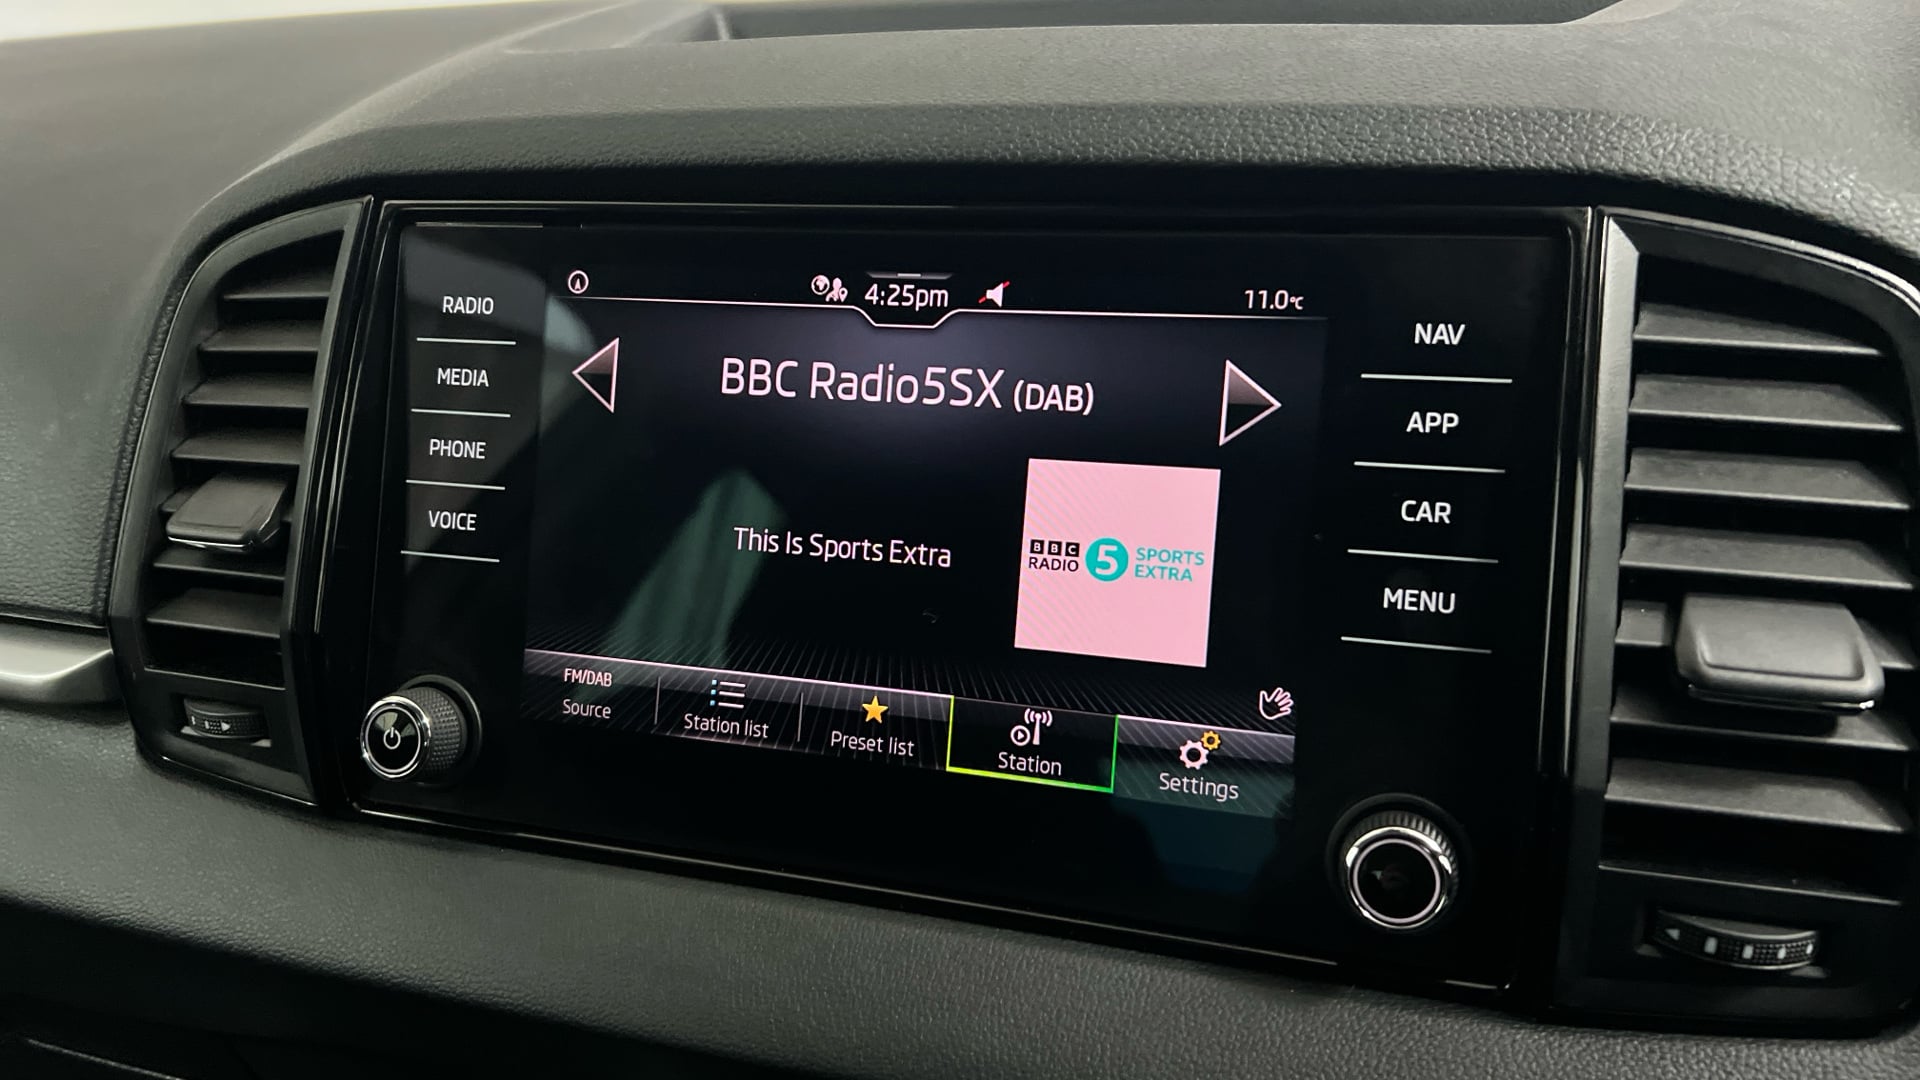 4:25pm
11.0°C
RADIO
MEDIA
PHONE
VOICE
BBC Radio5SX (DAB)
This Is Sports Extra
BBC
RADIO
5
SPORTS
EXTRA
FM/DAB
Source
Station list
Preset list
Station
Settings
NAV
APP
CAR
MENU